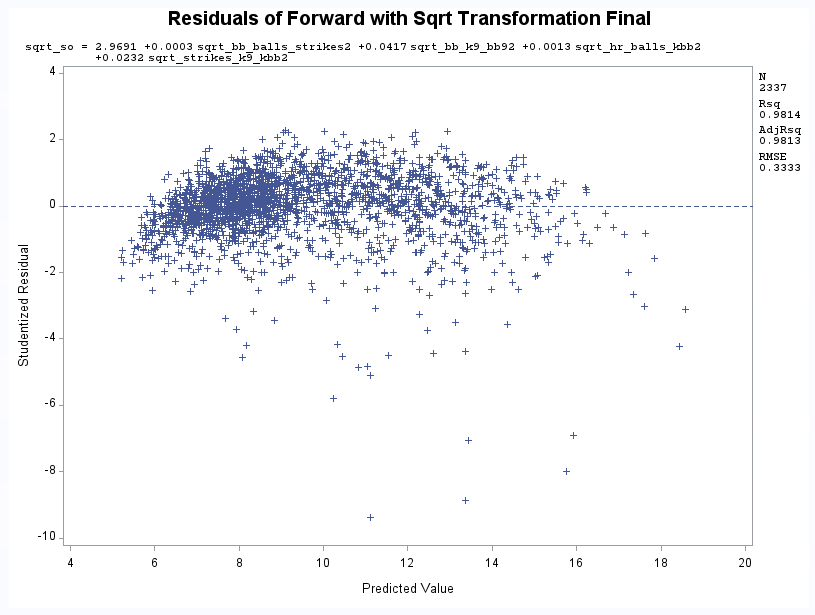 Residuals of Forward with Sqrt Transformation Final
sqrt_so = 2.9691 +0.0003 sqrt_bb_balls_strikes2 +0.0417 sqrt_bb_k9_bb92 +0.0013 sqrt_hr_balls_kbb2
+0.0232 sqrt_strikes_k9_kbb2
N
2337
Rsq
0.9814
AdjRsq
0.9813
RMSE
0.3333
4
2
0
-2
-4
-6
-8
-10
Studentized Residual
4 6 8 10 12 14 16 18 20
Predicted Value